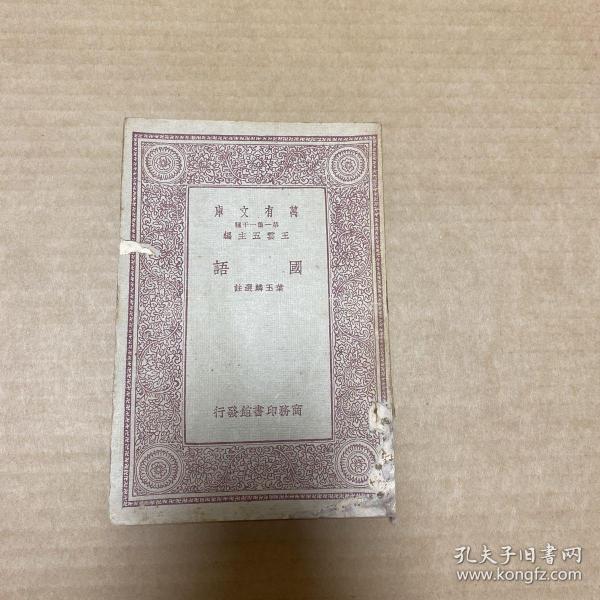 萬有文庫
第一集一千種
王雲五主編
國語
葉玉麟選註
商務印書館發行
孔夫子旧书网
www.kongfz.com